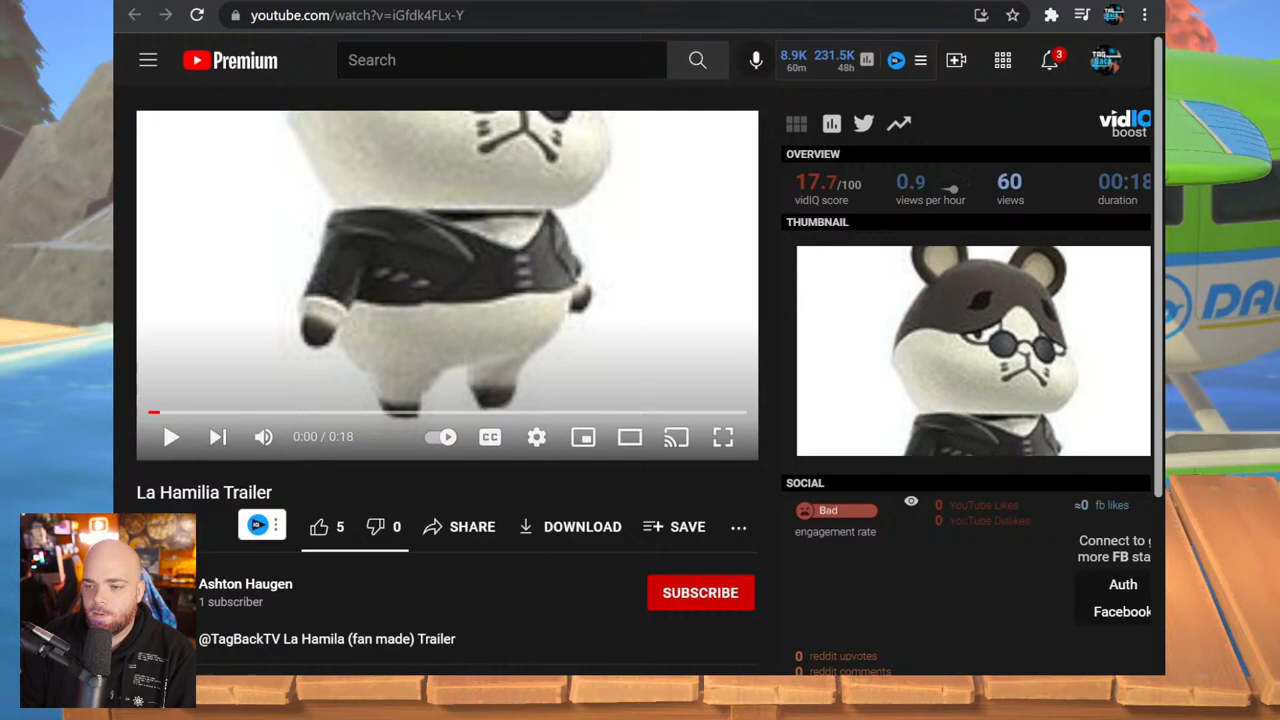 youtube.com/watch?v=iGfdk4FLx-Y
Premium
Search
8.9K 231.5K
60m 48h
3
vidIQ
boost
OVERVIEW
17.7/100 0.9 60 00:18
vidIQ score views per hour views duration
THUMBNAIL
0:00 / 0:18
CC
SOCIAL
Bad
engagement rate
0 YouTube Likes
0 YouTube Dislikes
≈0 fb likes
Connect to
more FB sta
Auth
Facebook
0 reddit upvotes
0 reddit comments
La Hamilia Trailer
5 0 SHARE DOWNLOAD SAVE
Ashton Haugen
1 subscriber
SUBSCRIBE
@TagBackTV La Hamila (fan made) Trailer